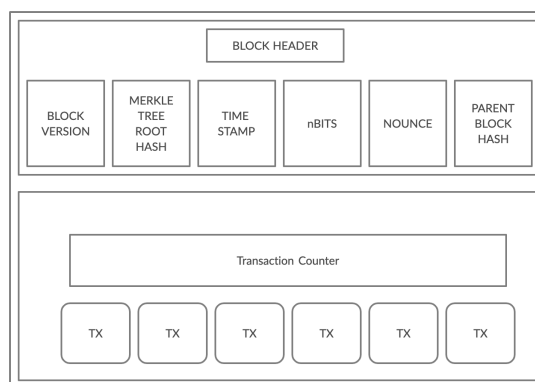 BLOCK HEADER
BLOCK
VERSION
MERKLE
TREE
ROOT
HASH
TIME
STAMP
nBITS
NOUNCE
PARENT
BLOCK
HASH
Transaction Counter
TX
TX
TX
TX
TX
TX